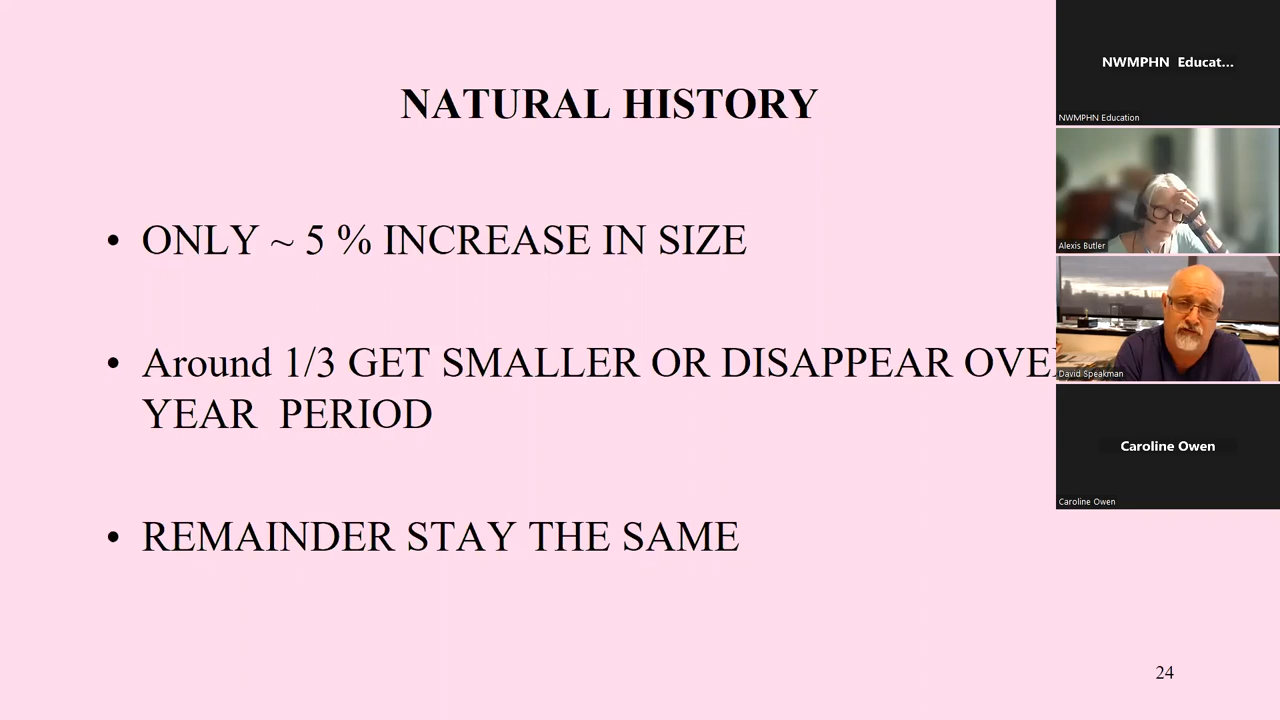 NATURAL HISTORY
• ONLY ~ 5 % INCREASE IN SIZE
• Around 1/3 GET SMALLER OR DISAPPEAR OVE
YEAR PERIOD
• REMAINDER STAY THE SAME
24
NWMPHN Educat...
NWMPHN Education
Alexis Butler
David Speakman
Caroline Owen
Caroline Owen